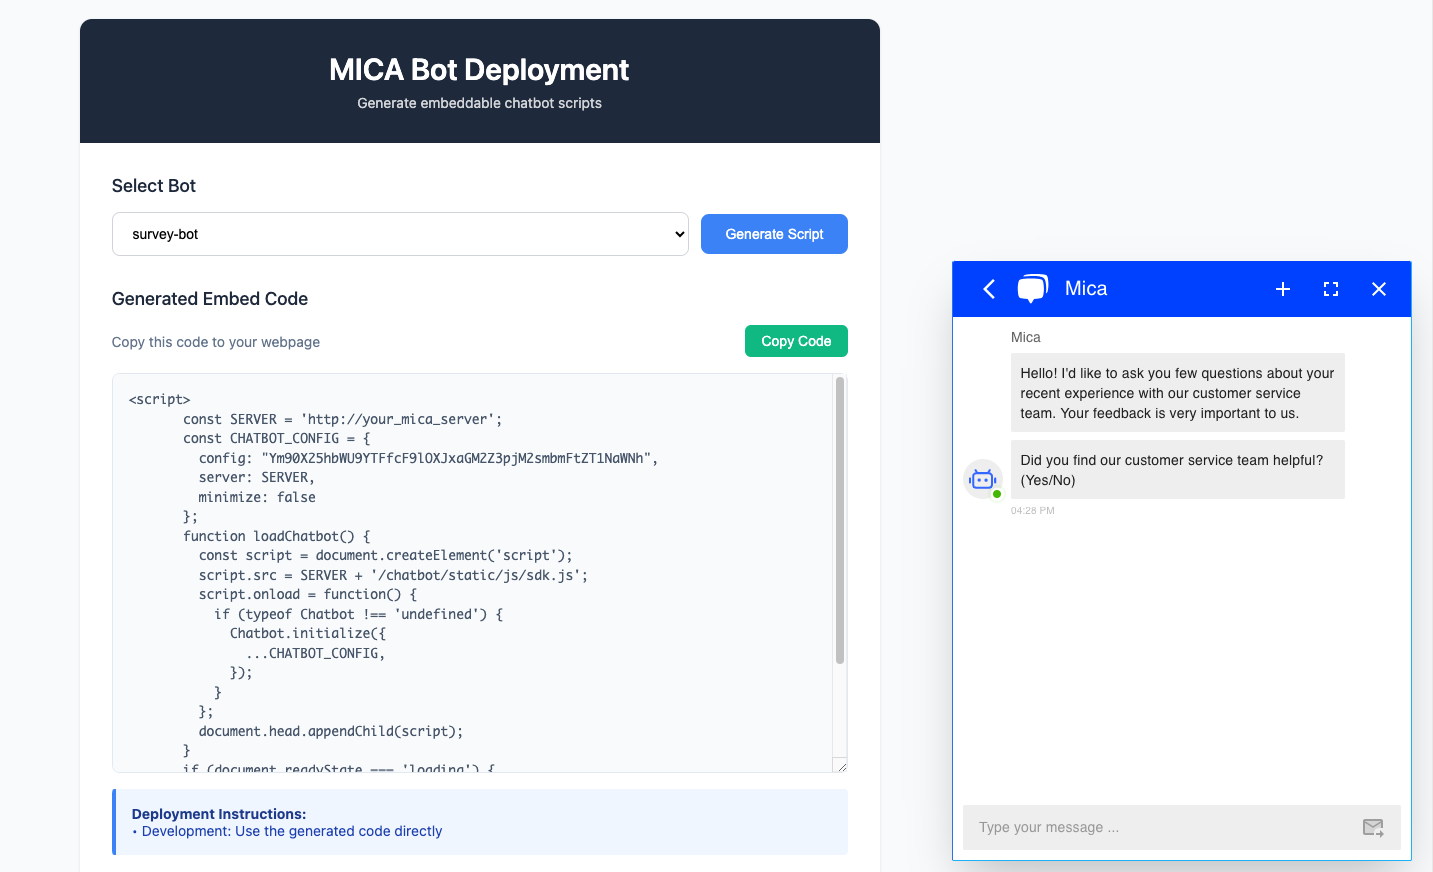 MICA Bot Deployment
Generate embeddable chatbot scripts
Select Bot
survey-bot
Generate Script
Generated Embed Code
Copy this code to your webpage
Copy Code
<script>
const SERVER = 'http://your_mica_server';
const CHATBOT_CONFIG = {
config: "Ym90X25hbWU9YTFfcF9lOXJxaGM2Z3pjM2smbmFtZT1NaWNh",
server: SERVER,
minimize: false
};
function loadChatbot() {
const script = document.createElement('script');
script.src = SERVER + '/chatbot/static/js/sdk.js';
script.onload = function() {
if (typeof Chatbot !== 'undefined') {
Chatbot.initialize({
...CHATBOT_CONFIG,
});
}
};
document.head.appendChild(script);
}
if (document.readyState === 'loading') {
Deployment Instructions:
• Development: Use the generated code directly
Mica
Mica
Hello! I'd like to ask you few questions about your
recent experience with our customer service
team. Your feedback is very important to us.
Did you find our customer service team helpful?
(Yes/No)
04:28 PM
Type your message ...